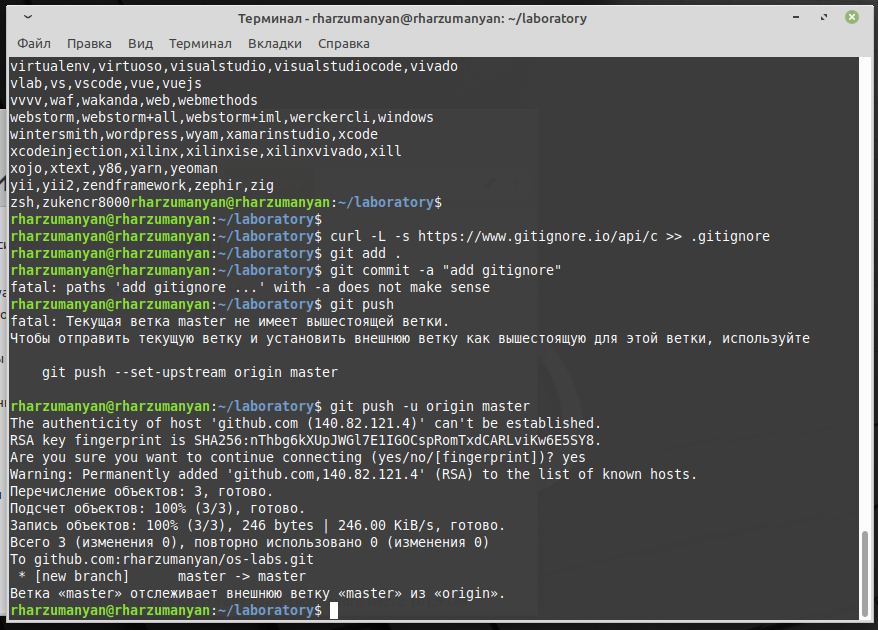 Терминал - rharzumanyan@rharzumanyan: ~/laboratory
Файл Правка Вид Терминал Вкладки Справка
virtualenv,virtuoso,visualstudio,visualstudiocode,vivado
vlab,vs,vscode,vue,vuejs
vvvv,waf,wakanda,web,webmethods
webstorm,webstorm+all,webstorm+iml,werckercli,windows
wintersmith,wordpress,wyam,xamarinstudio,xcode
xcodeinjection,xilinx,xilinxise,xilinxvivado,xill
xojo,xtext,y86,yarn,yeoman
yii,yii2,zendframework,zephir,zig
zsh,zukencr8000rharzumanyan@rharzumanyan:~/laboratory$
rharzumanyan@rharzumanyan:~/laboratory$
rharzumanyan@rharzumanyan:~/laboratory$ curl -L -s https://www.gitignore.io/api/c >> .gitignore
rharzumanyan@rharzumanyan:~/laboratory$ git add .
rharzumanyan@rharzumanyan:~/laboratory$ git commit -a "add gitignore"
fatal: paths 'add gitignore ...' with -a does not make sense
rharzumanyan@rharzumanyan:~/laboratory$ git push
fatal: Текущая ветка master не имеет вышестоящей ветки.
Чтобы отправить текущую ветку и установить внешнюю ветку как вышестоящую для этой ветки, используйте
git push --set-upstream origin master
rharzumanyan@rharzumanyan:~/laboratory$ git push -u origin master
The authenticity of host 'github.com (140.82.121.4)' can't be established.
RSA key fingerprint is SHA256:nThbg6kXUpJWGl7E1IGOCspRomTxdCARLviKw6E5SY8.
Are you sure you want to continue connecting (yes/no/[fingerprint])? yes
Warning: Permanently added 'github.com,140.82.121.4' (RSA) to the list of known hosts.
Перечисление объектов: 3, готово.
Подсчет объектов: 100% (3/3), готово.
Запись объектов: 100% (3/3), 246 bytes | 246.00 KiB/s, готово.
Всего 3 (изменения 0), повторно использовано 0 (изменения 0)
To github.com:rharzumanyan/os-labs.git
* [new branch] master -> master
Ветка «master» отслеживает внешнюю ветку «master» из «origin».
rharzumanyan@rharzumanyan:~/laboratory$